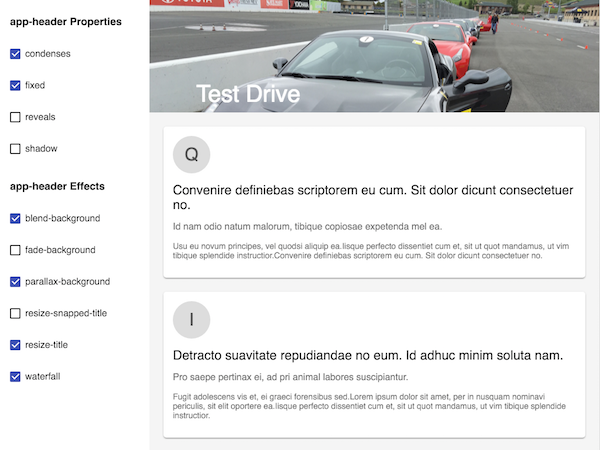 app-header Properties
condenses
fixed
reveals
shadow
app-header Effects
blend-background
fade-background
parallax-background
resize-snapped-title
resize-title
waterfall
TOYOTA
YOKOHAMA
Test Drive
Q
Convenire definiebas scriptorem eu cum. Sit dolor dicunt consectetuer
no.
Id nam odio natum malorum, tibique copiosae expetenda mel ea.
Usu eu novum principes, vel quodsi aliquip ea.Iisque perfecto dissentiet cum et, sit ut quot mandamus, ut vim
tibique splendide instructior.Convenire definiebas scriptorem eu cum. Sit dolor dicunt consectetuer no.
I
Detracto suavitate repudiandae no eum. Id adhuc minim soluta nam.
Pro saepe pertinax ei, ad pri animal labores suscipiantur.
Fugit adolescens vis et, ei graeci forensibus sed.Lorem ipsum dolor sit amet, per in nusquam nominavi
periculis, sit elit oportere ea.Iisque perfecto dissentiet cum et, sit ut quot mandamus, ut vim tibique splendide
instructior.